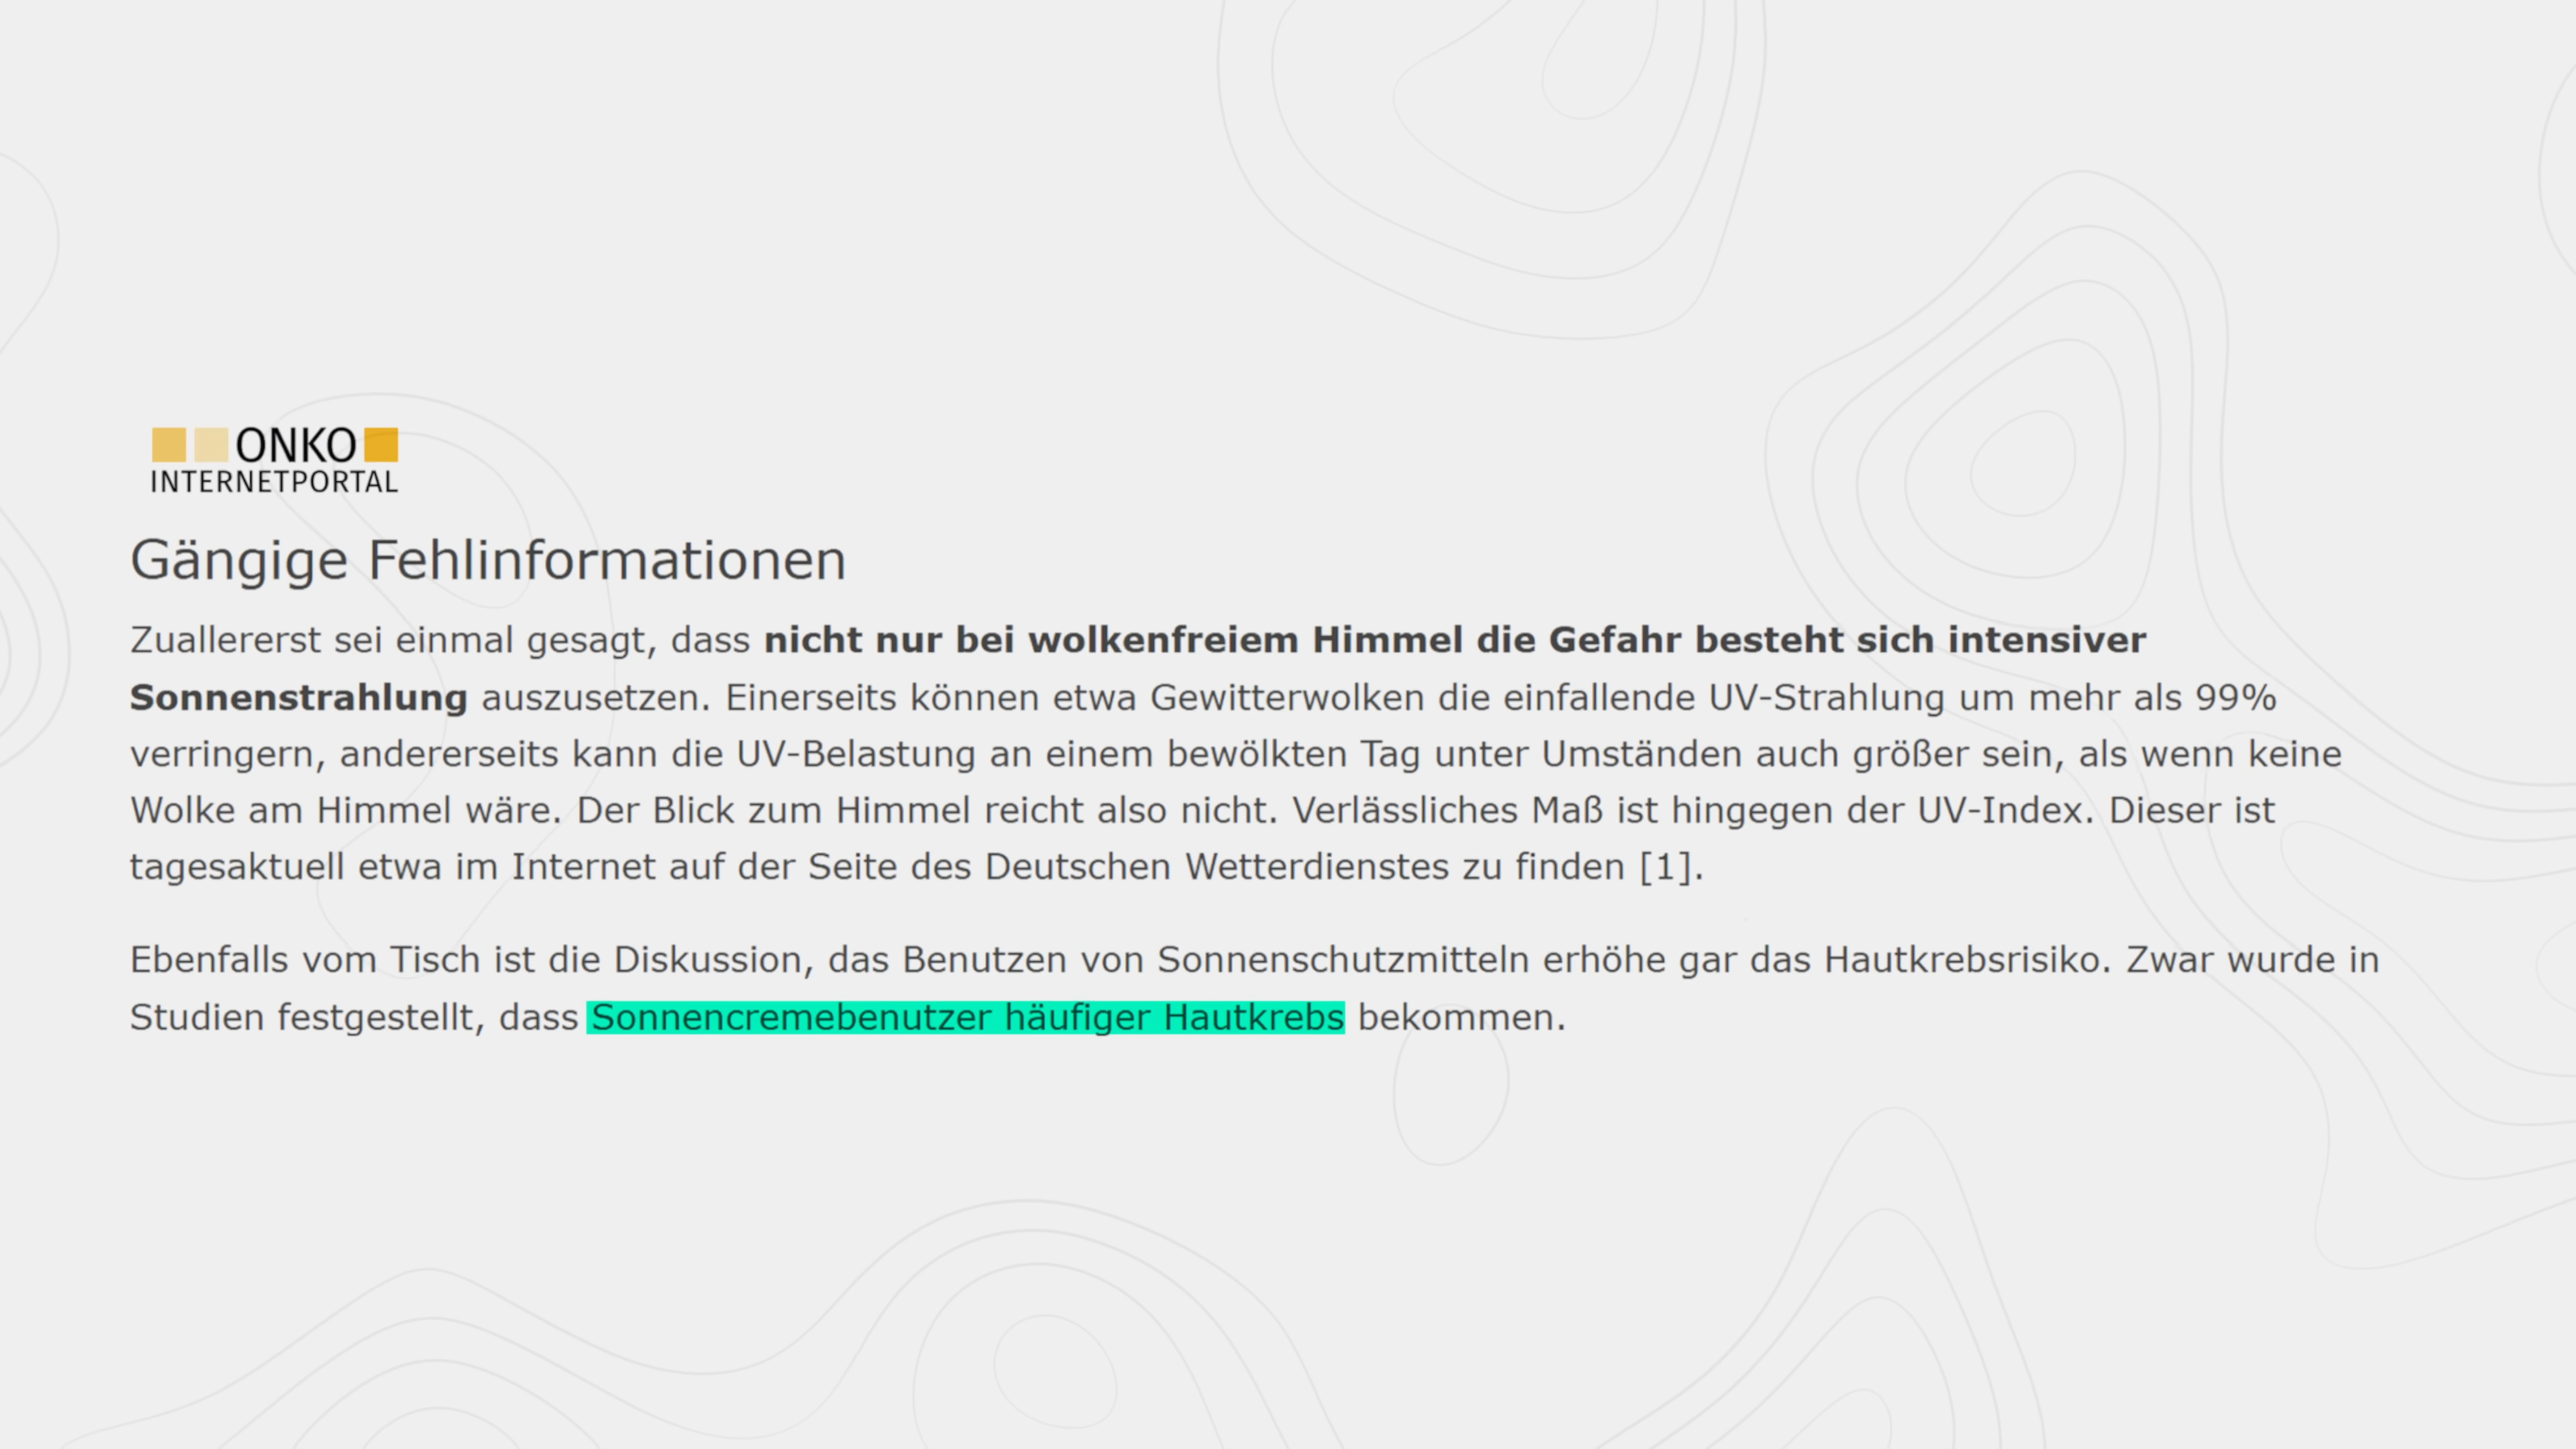 ONKO
INTERNETPORTAL
Gängige Fehlinformationen
Zuallererst sei einmal gesagt, dass nicht nur bei wolkenfreiem Himmel die Gefahr besteht sich intensiver
Sonnenstrahlung auszusetzen. Einerseits können etwa Gewitterwolken die einfallende UV-Strahlung um mehr als 99%
verringern, andererseits kann die UV-Belastung an einem bewölkten Tag unter Umständen auch größer sein, als wenn keine
Wolke am Himmel wäre. Der Blick zum Himmel reicht also nicht. Verlässliches Maß ist hingegen der UV-Index. Dieser ist
tagesaktuell etwa im Internet auf der Seite des Deutschen Wetterdienstes zu finden [1].
Ebenfalls vom Tisch ist die Diskussion, das Benutzen von Sonnenschutzmitteln erhöhe gar das Hautkrebsrisiko. Zwar wurde in
Studien festgestellt, dass Sonnencremebenutzer häufiger Hautkrebs bekommen.